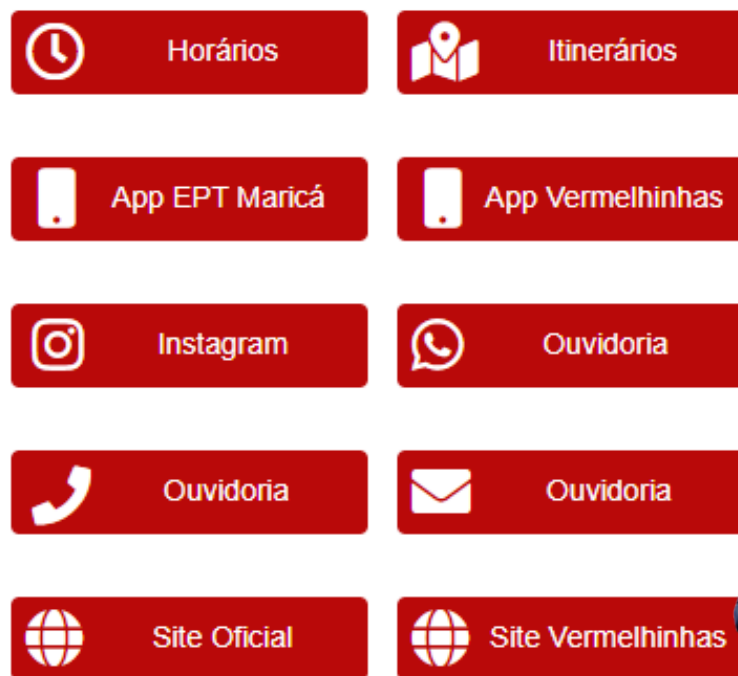 Horários
Itinerários
App EPT Maricá
App Vermelhinhas
Instagram
Ouvidoria
Ouvidoria
Ouvidoria
Site Oficial
Site Vermelhinhas